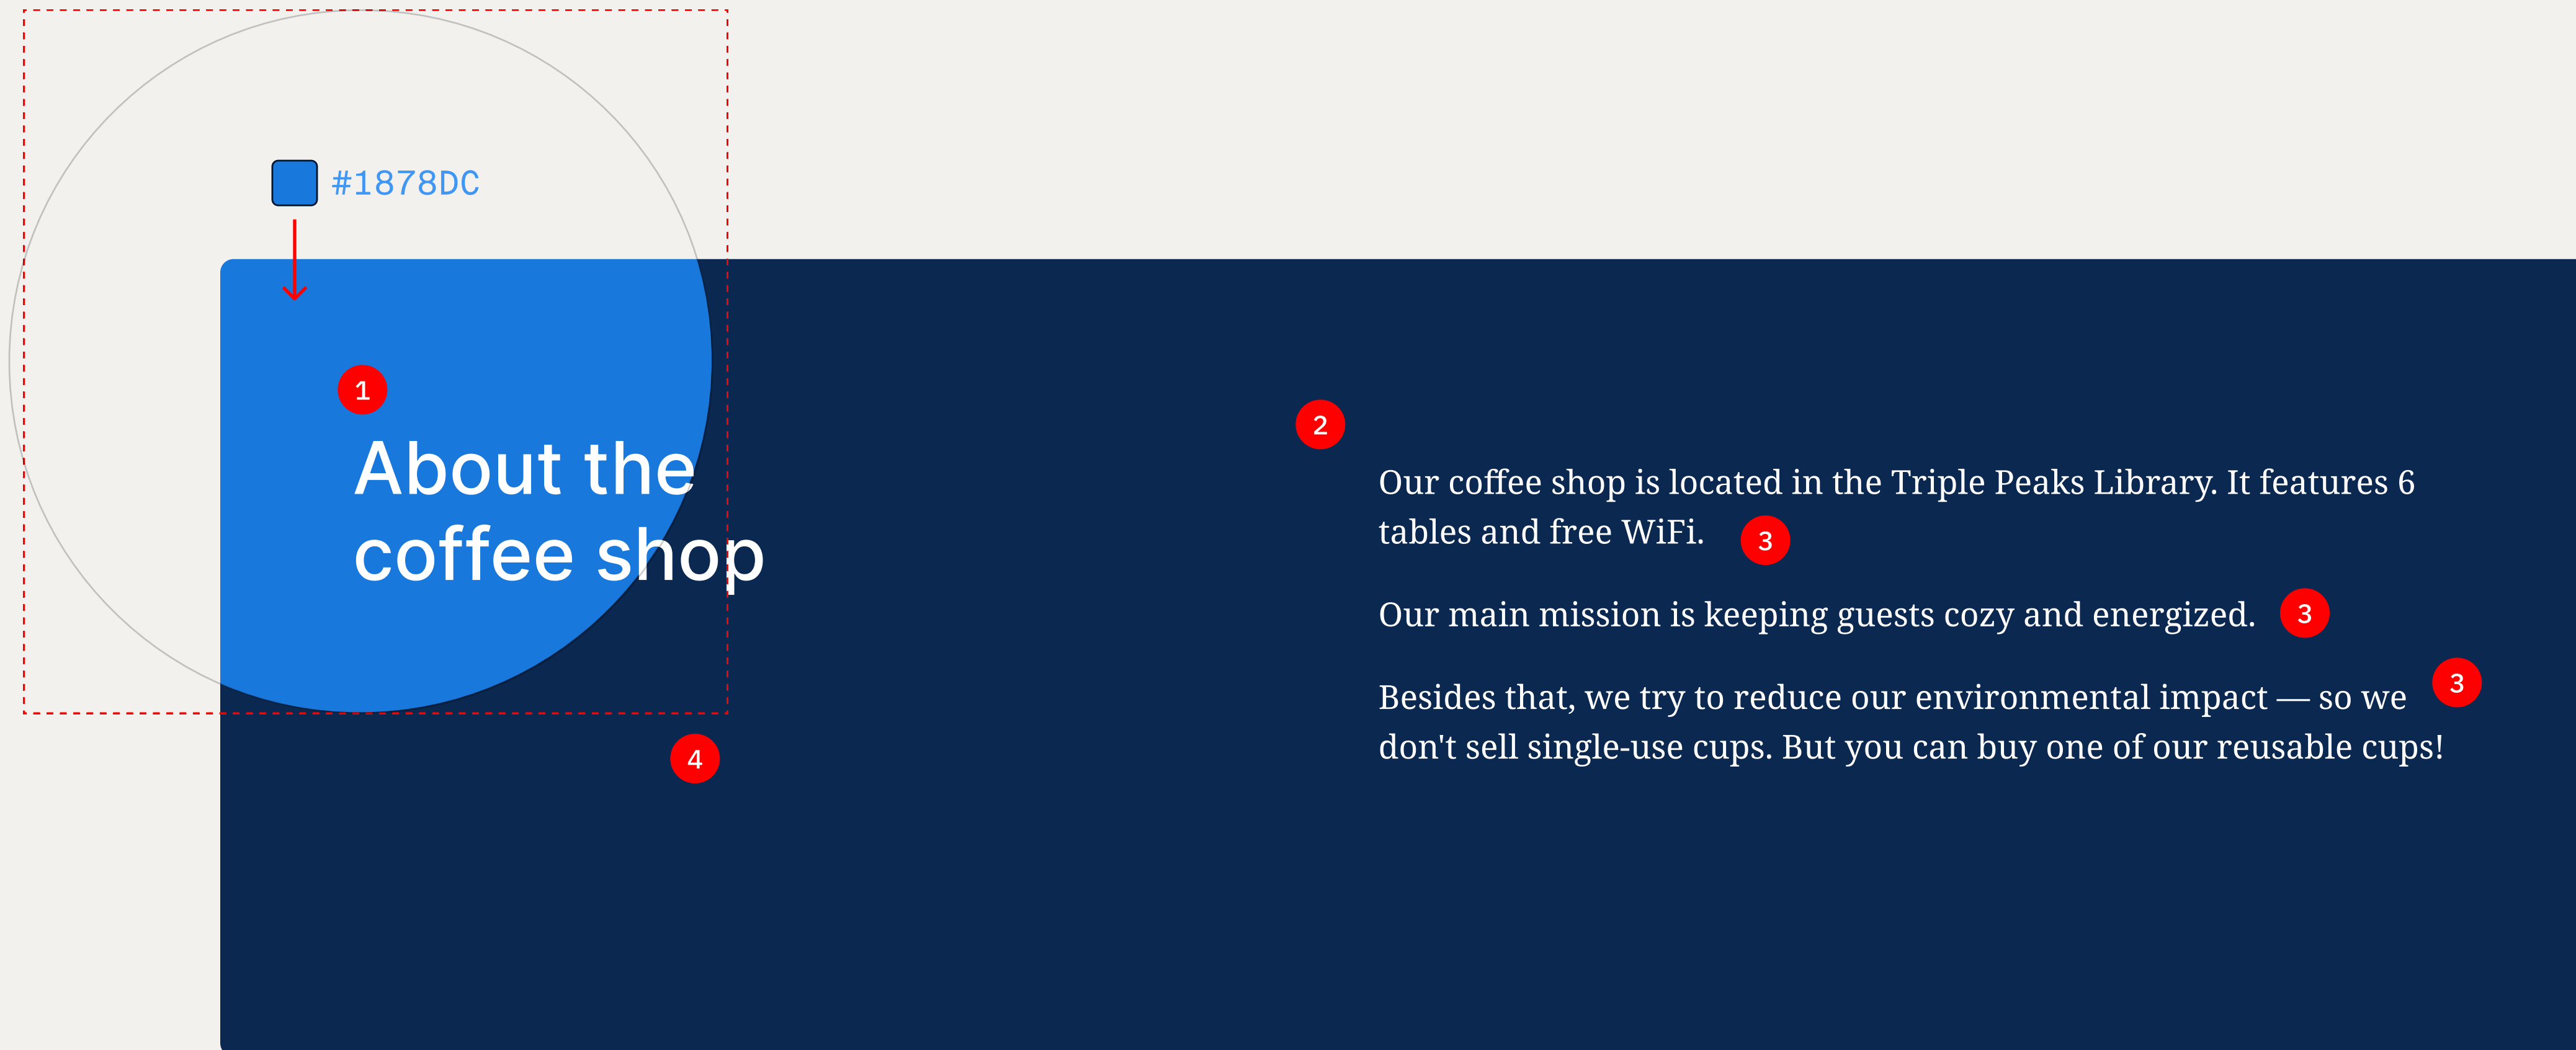 #1878DC
1
About the
coffee shop
2
Our coffee shop is located in the Triple Peaks Library. It features 6
tables and free WiFi.
3
Our main mission is keeping guests cozy and energized.
3
Besides that, we try to reduce our environmental impact — so we
3
don't sell single-use cups. But you can buy one of our reusable cups!
4